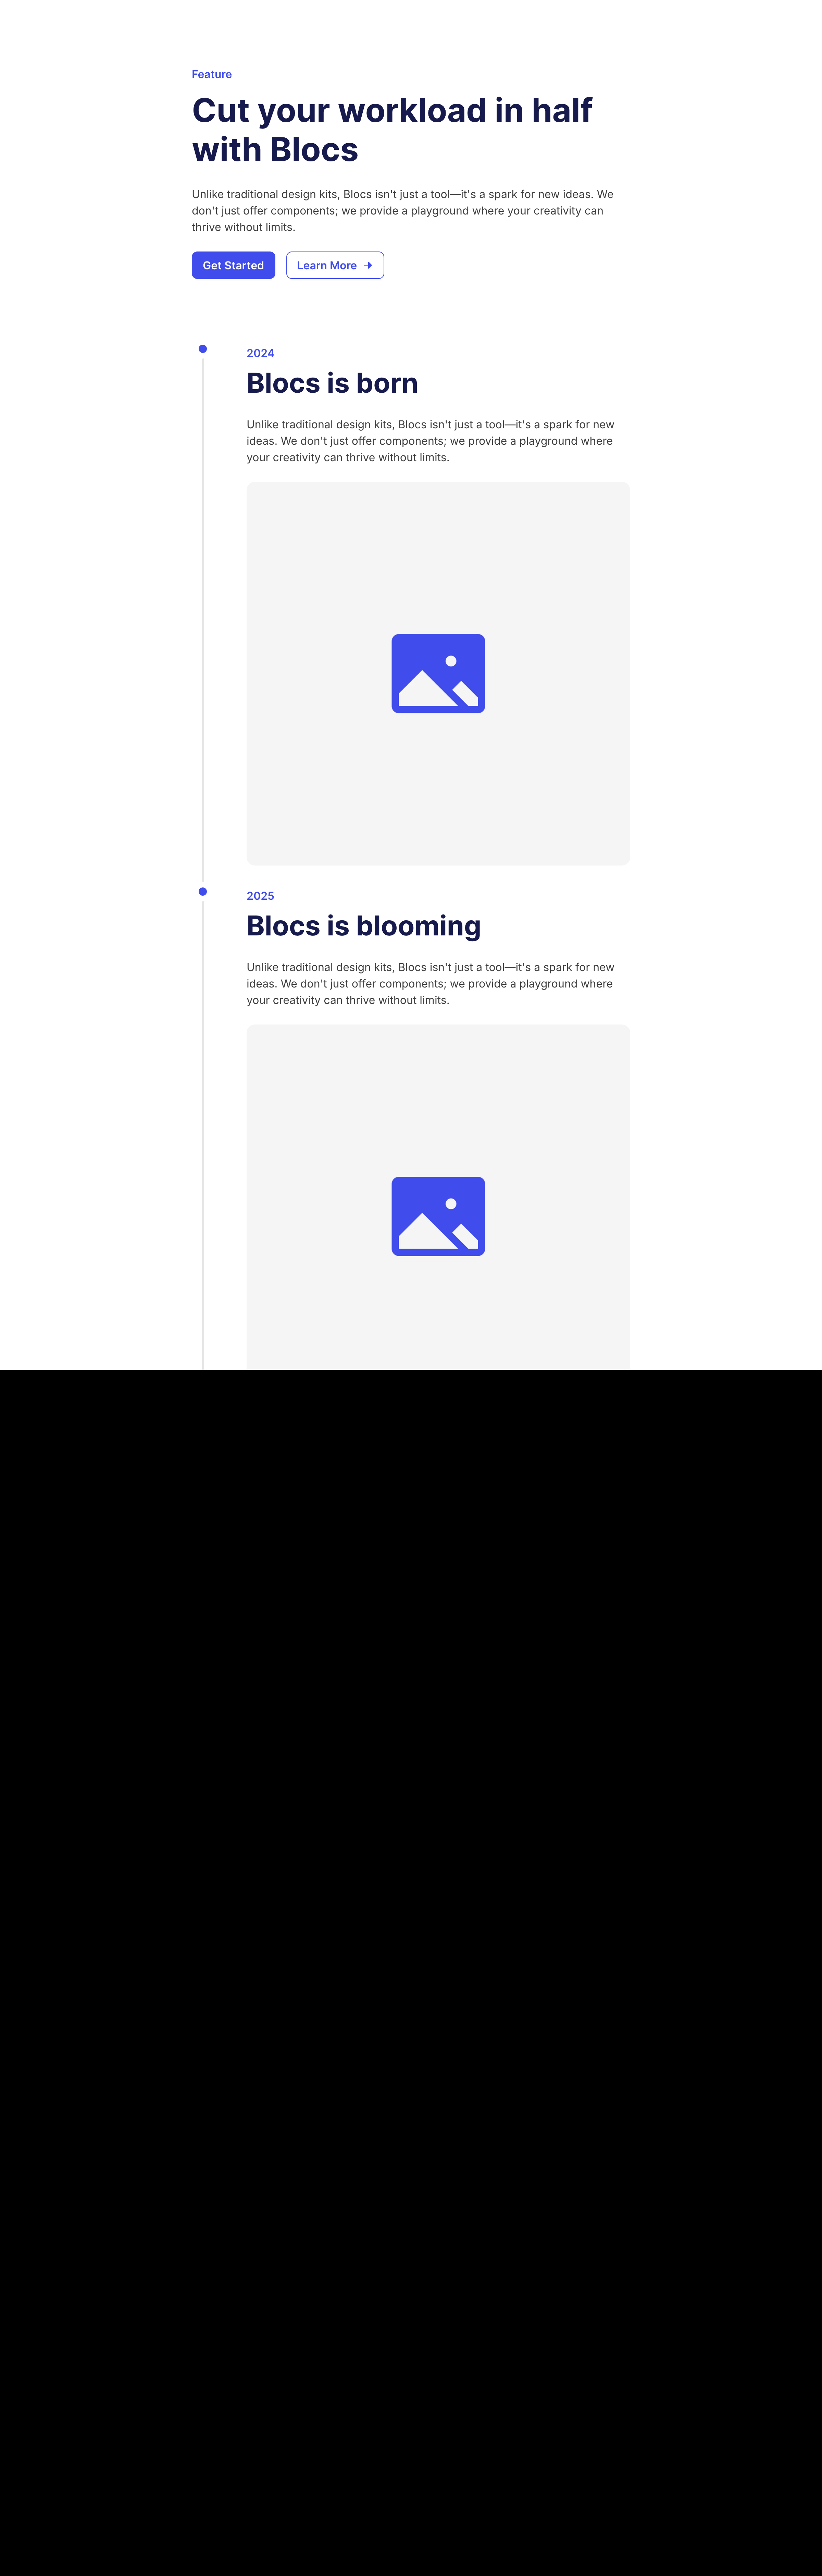 Feature
Cut your workload in half
with Blocs
Unlike traditional design kits, Blocs isn't just a tool—it's a spark for new ideas. We
don't just offer components; we provide a playground where your creativity can
thrive without limits.
Get Started
Learn More
2024
Blocs is born
Unlike traditional design kits, Blocs isn't just a tool—it's a spark for new
ideas. We don't just offer components; we provide a playground where
your creativity can thrive without limits.
2025
Blocs is blooming
Unlike traditional design kits, Blocs isn't just a tool—it's a spark for new
ideas. We don't just offer components; we provide a playground where
your creativity can thrive without limits.